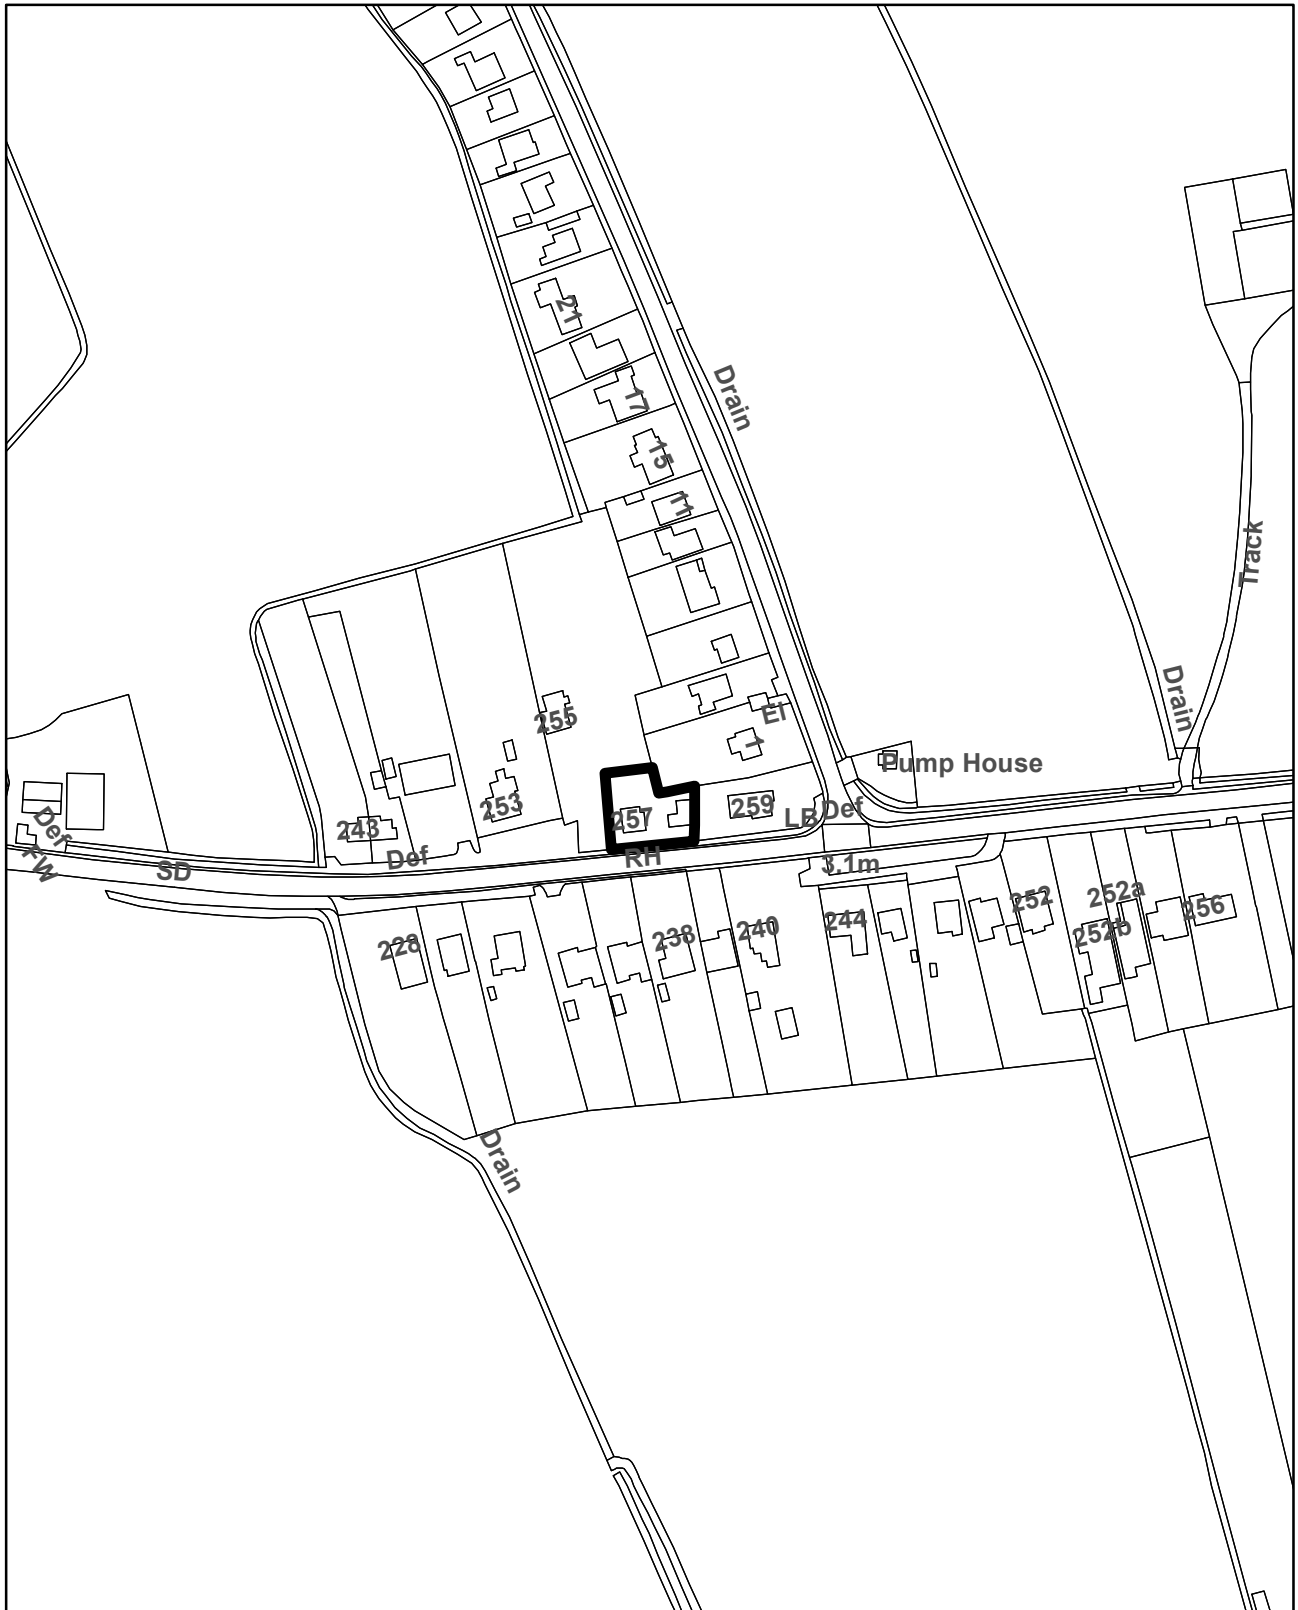 21
17
Drain
15
11
Track
255
El
1
Drain
Pump House
253
257
259
LB
Def
243
Def
SD
FW
Def
RH
3.1m
228
238
240
244
252
252a
252b
256
Drain